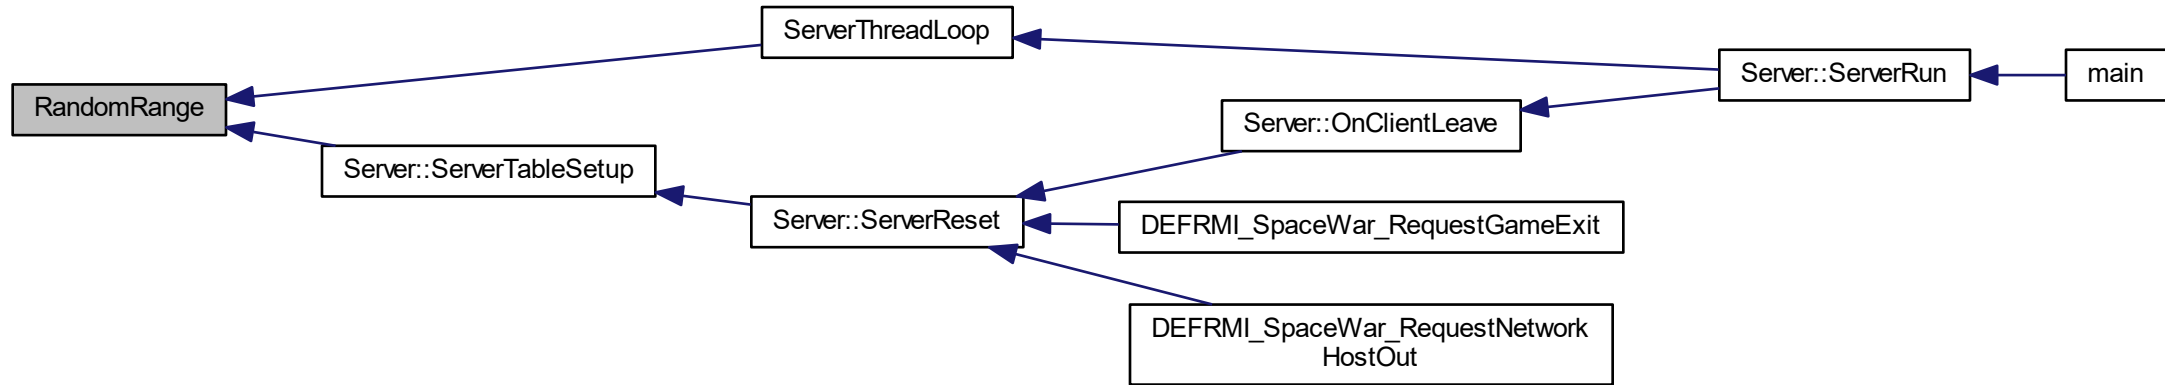 ServerThreadLoop
Server::ServerRun
main
RandomRange
Server::OnClientLeave
Server::ServerTableSetup
Server::ServerReset
DEFRMI_SpaceWar_RequestGameExit
DEFRMI_SpaceWar_RequestNetwork
HostOut